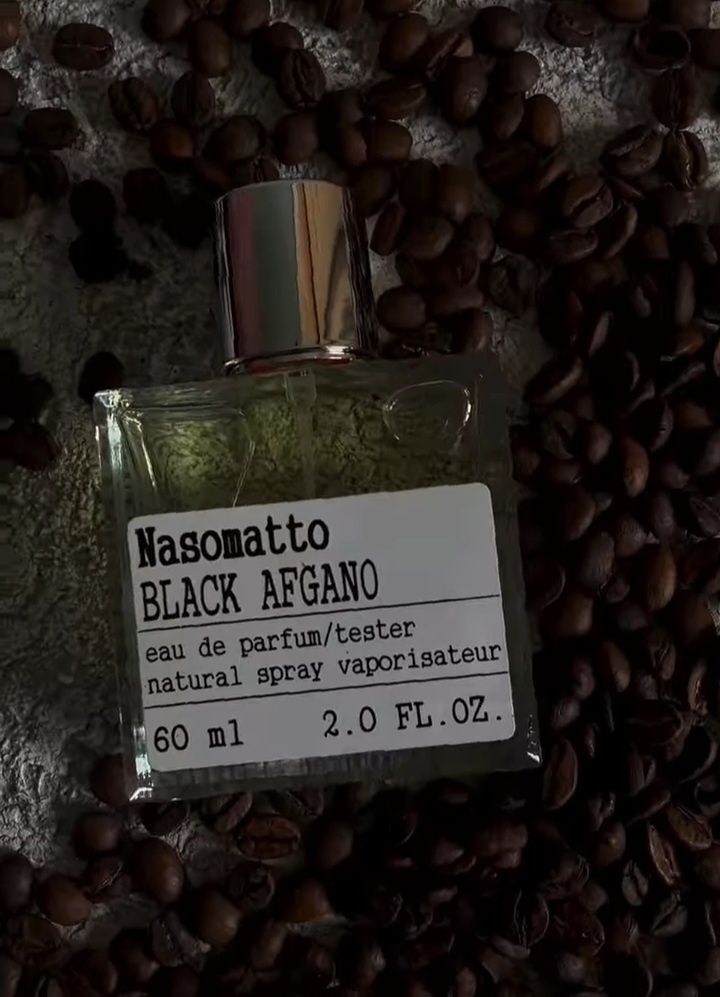 Nasomatto
BLACK AFGANO
eau de parfum/tester
natural spray vaporisateur
60 ml 2.0 FL.OZ.